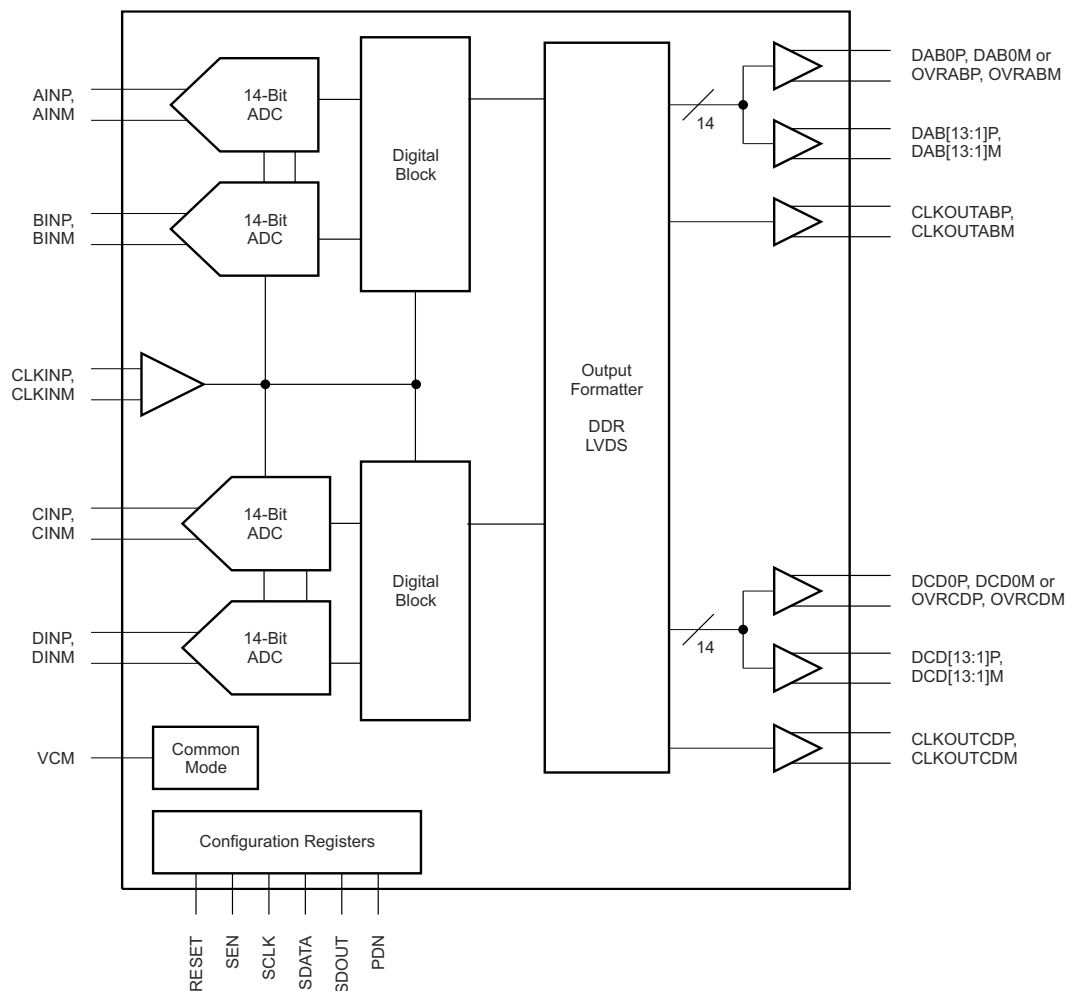 AINP,
AINM
14-Bit
ADC
Digital
Block
14
DAB0P, DAB0M or
OVRABP, OVRABM
DAB[13:1]P,
DAB[13:1]M
BINP,
BINM
14-Bit
ADC
CLKOUTABP,
CLKOUTABM
CLKINP,
CLKINM
Output
Formatter
DDR
LVDS
CINP,
CINM
14-Bit
ADC
Digital
Block
DINP,
DINM
14-Bit
ADC
14
DCD0P, DCD0M or
OVRCDP, OVRCDM
DCD[13:1]P,
DCD[13:1]M
VCM
Common
Mode
CLKOUTCDP,
CLKOUTCDM
Configuration Registers
RESET
SEN
SCLK
SDATA
SDOUT
PDN